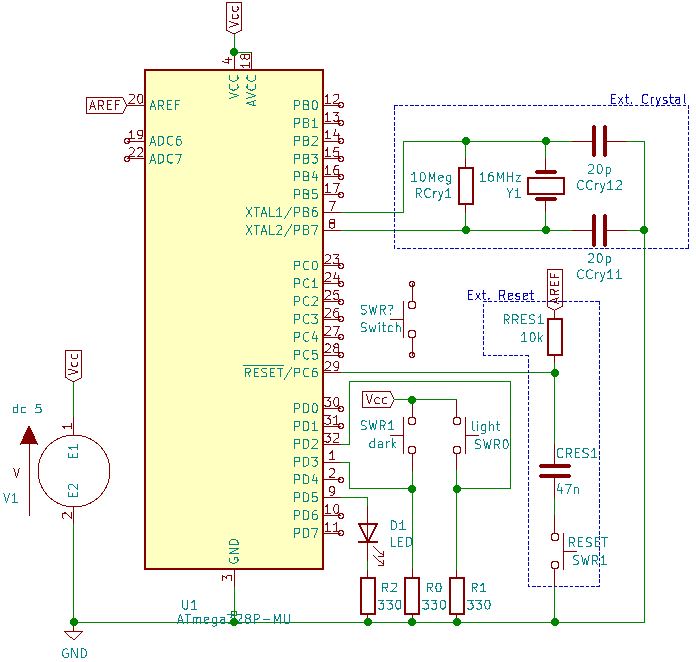 Vcc
4
18
VCC
AVCC
AREF
20
AREF
19
ADC6
22
ADC7
PB0
12
PB1
13
PB2
14
PB3
15
PB4
16
PB5
17
XTAL1/PB6
7
XTAL2/PB7
8
PC0
23
PC1
24
PC2
25
PC3
26
PC4
27
PC5
28
RESET/PC6
29
PD0
30
PD1
31
PD2
32
PD3
1
PD4
2
PD5
9
PD6
10
PD7
11
GND
3
U1
ATmega328P-MU
Ext. Crystal
10Meg
RCry1
16MHz
Y1
20p
CCry12
20p
CCry11
Ext. Reset
AREF
RRES1
10k
SWR?
Switch
Vcc
SWR1
dark
light
SWR0
CRES1
47n
RESET
SWR1
D1
LED
R2
330
R0
330
R1
330
Vcc
dc 5
1
E1
V
V1
E2
2
GND